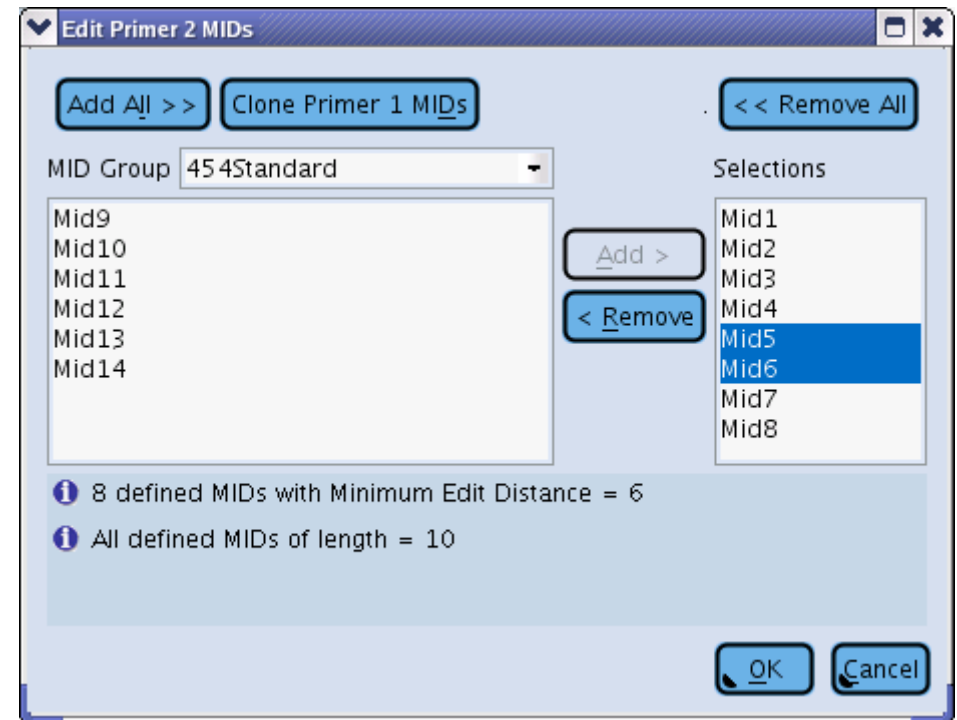 Edit Primer 2 MIDs
Add All >> Clone Primer 1 MIDs . << Remove All
MID Group 454Standard Selections
Mid9
Mid10
Mid11
Mid12
Mid13
Mid14
Add >
< Remove
Mid1
Mid2
Mid3
Mid4
Mid5
Mid6
Mid7
Mid8
8 defined MIDs with Minimum Edit Distance = 6
All defined MIDs of length = 10
OK Cancel